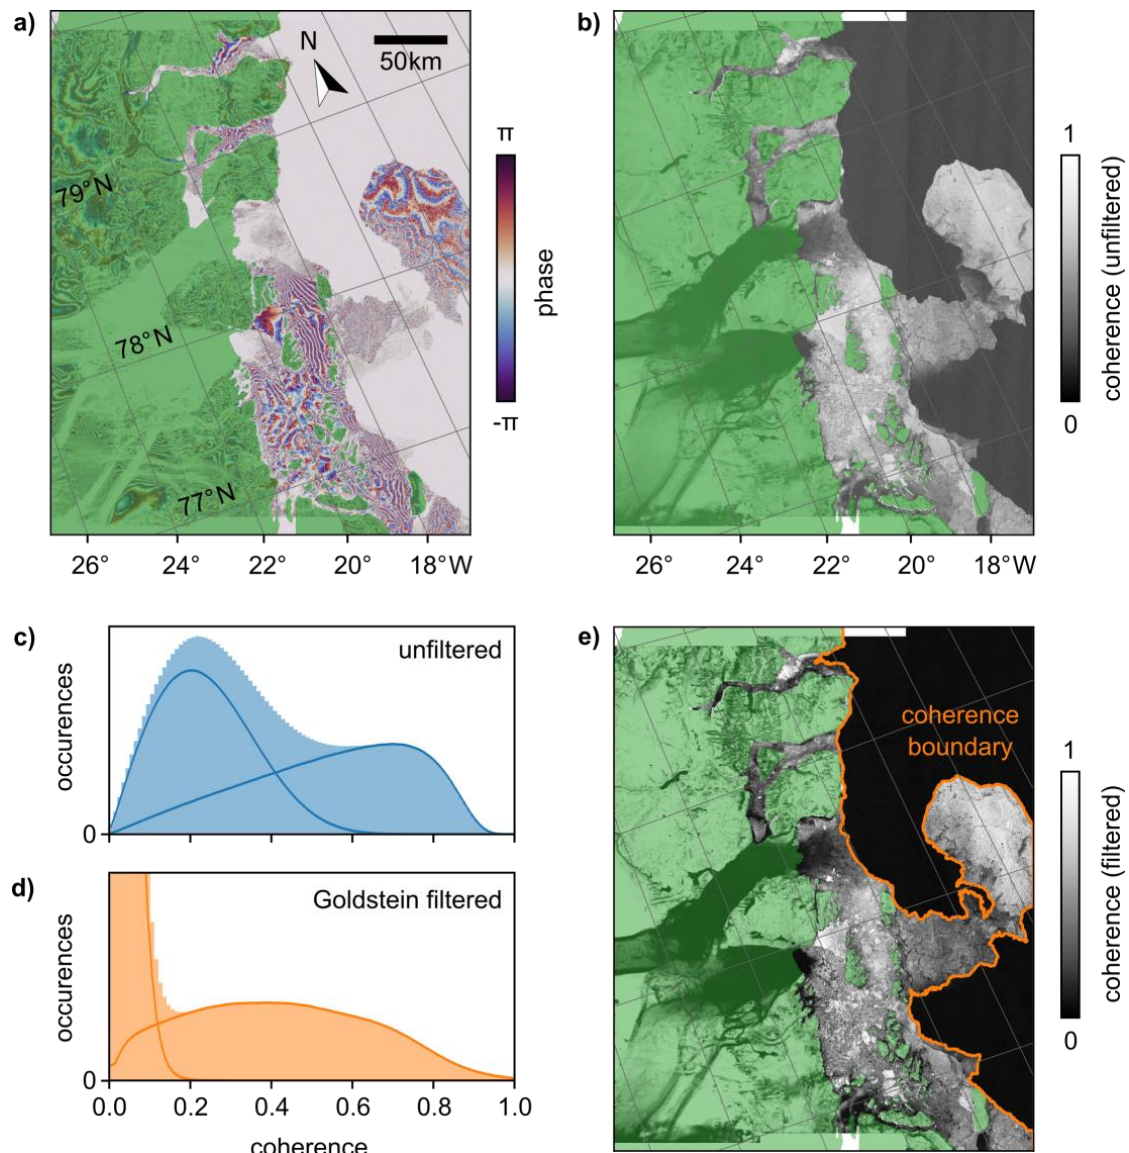 a)
N
50km
79°N
78°N
77°N
26°
24°
22°
20°
18°W
π
phase
-π
b)
26°
24°
22°
20°
18°W
1
coherence (unfiltered)
0
c)
unfiltered
occurences
0
d)
Goldstein filtered
occurences
0
0.0
0.2
0.4
0.6
0.8
1.0
coherence
e)
coherence
boundary
1
coherence (filtered)
0